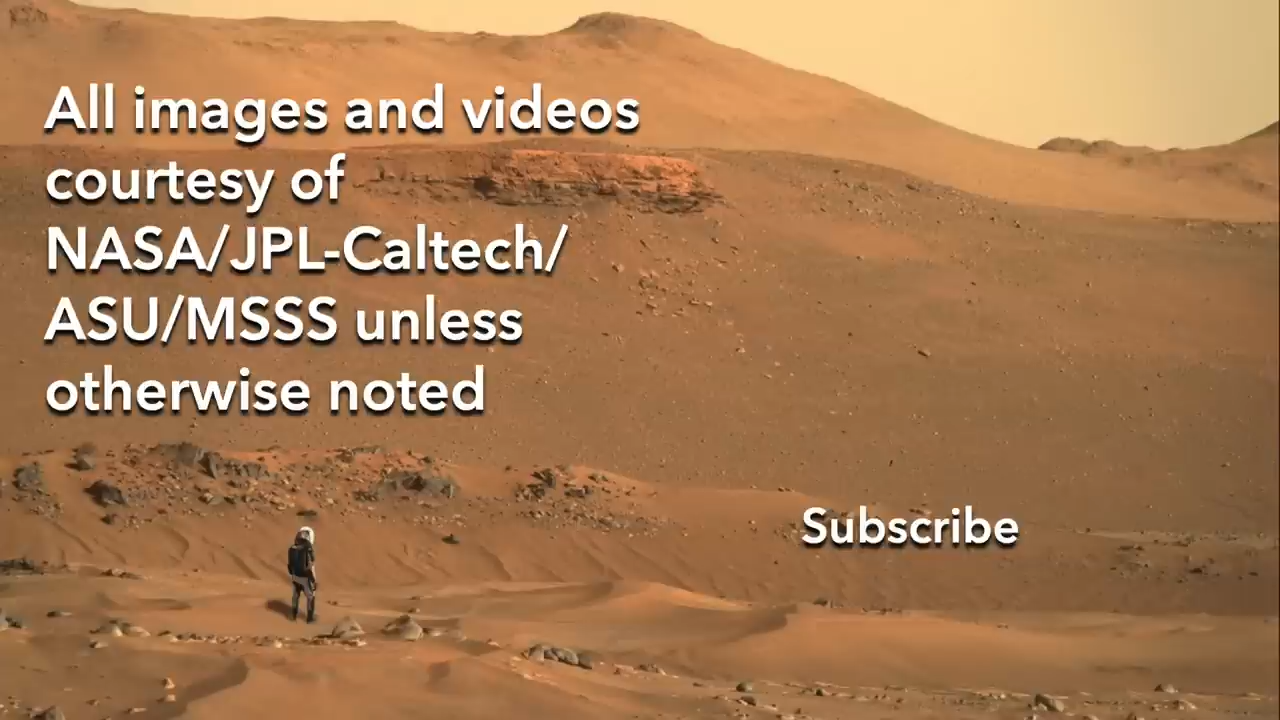 All images and videos
courtesy of
NASA/JPL-Caltech/
ASU/MSSS unless
otherwise noted
Subscribe